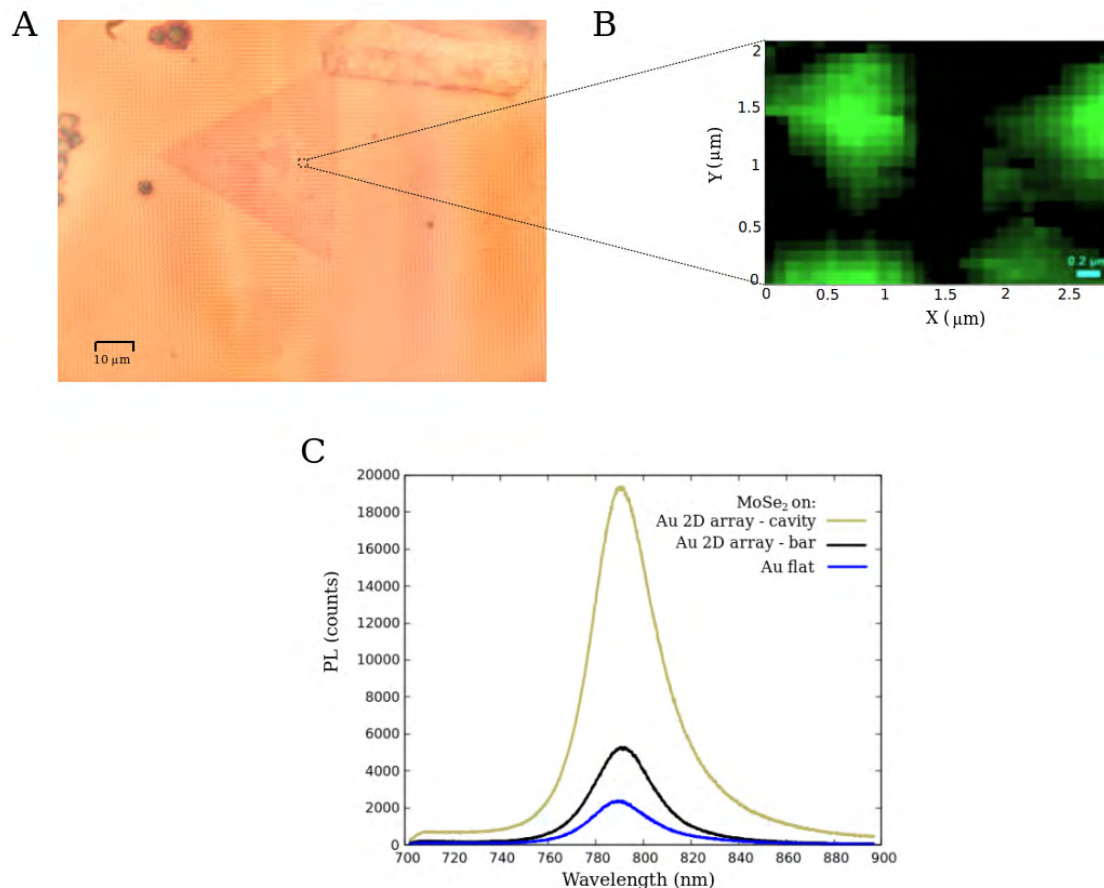 A
10 μm
B
2
1.5
1
0.5
0
Y (μm)
0.2 μm
0
0.5
1
1.5
2
2.5
X (μm)
C
20000
18000
16000
14000
12000
10000
8000
6000
4000
2000
0
PL (counts)
MoSe₂ on:
Au 2D array - cavity
Au 2D array - bar
Au flat
700 720 740 760 780 800 820 840 860 880 900
Wavelength (nm)